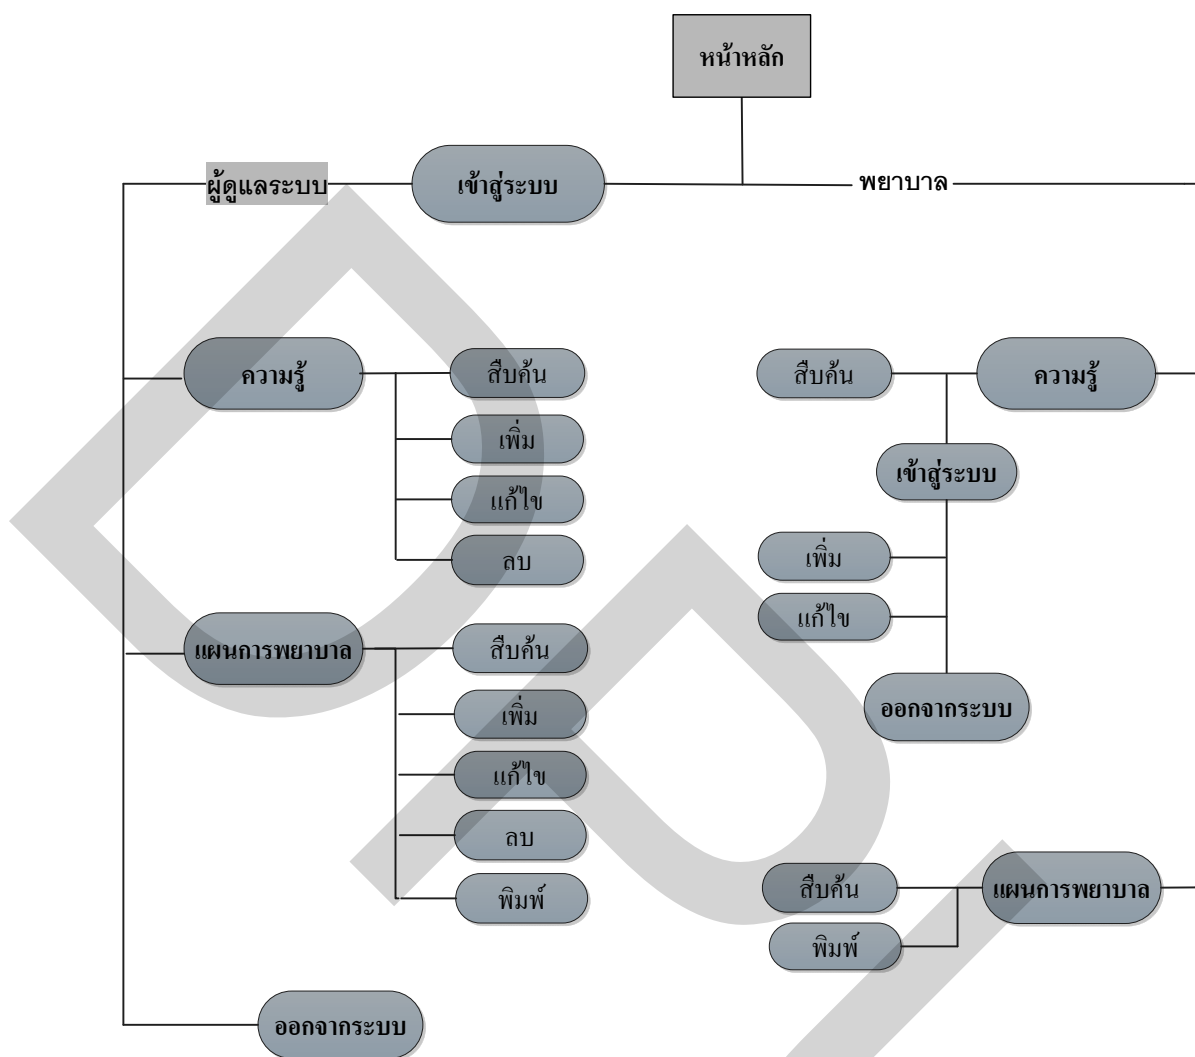 หน้าหลัก
ผู้ดูแลระบบ
เข้าสู่ระบบ
พยาบาล
ความรู้
สืบค้น
เพิ่ม
แก้ไข
ลบ
แผนการพยาบาล
สืบค้น
เพิ่ม
แก้ไข
ลบ
พิมพ์
ออกจากระบบ
สืบค้น
ความรู้
เข้าสู่ระบบ
เพิ่ม
แก้ไข
ออกจากระบบ
สืบค้น
แผนการพยาบาล
พิมพ์